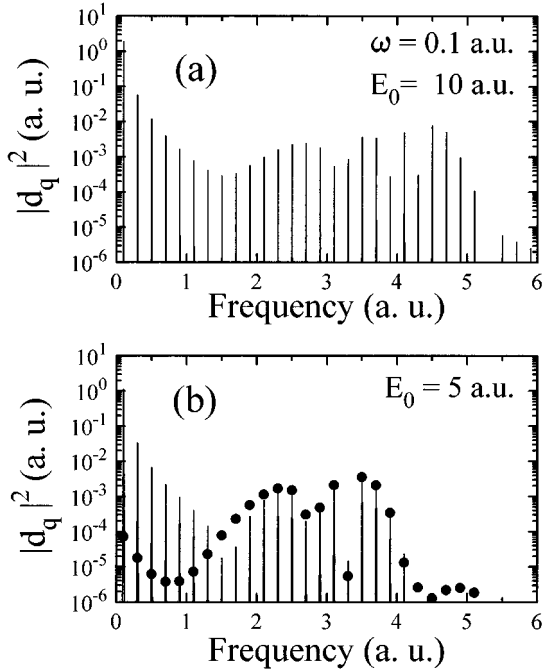 10^1
10^0
10^-1
10^-2
10^-3
10^-4
10^-5
10^-6
|d_q|^2 (a. u.)
(a)
ω = 0.1 a.u.
E_0= 10 a.u.
0 1 2 3 4 5 6
Frequency (a. u.)
10^1
10^0
10^-1
10^-2
10^-3
10^-4
10^-5
10^-6
|d_q|^2 (a. u.)
(b)
E_0 = 5 a.u.
0 1 2 3 4 5 6
Frequency (a. u.)